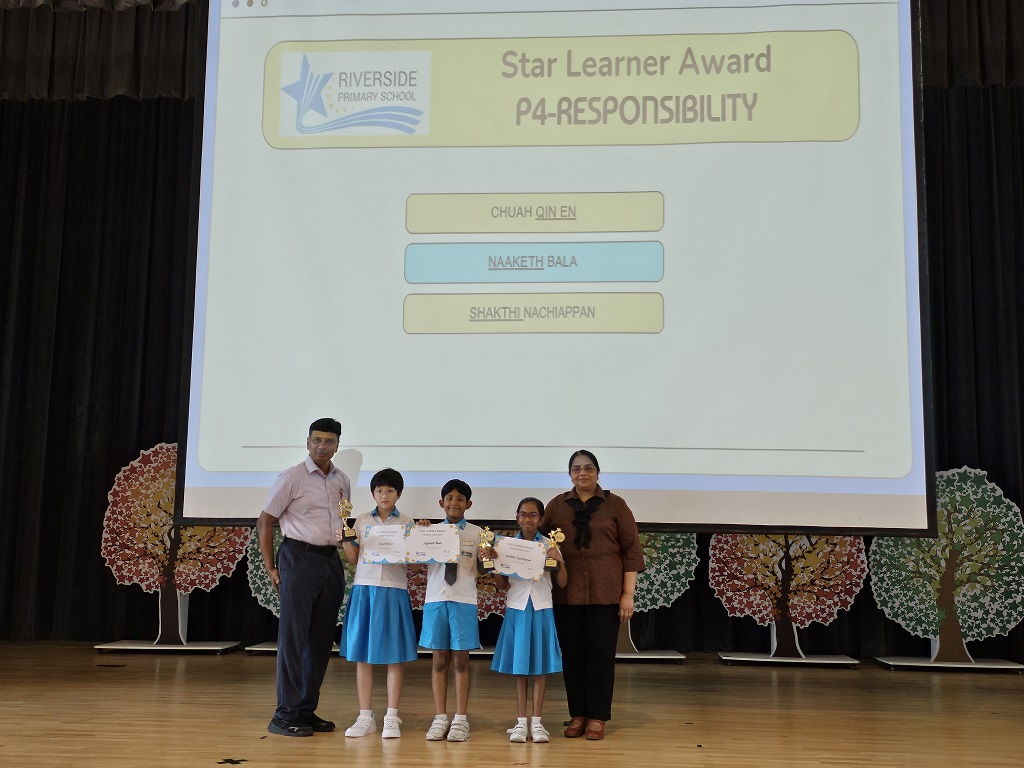 RIVERSIDE
PRIMARY SCHOOL
Star Learner Award
P4-RESPONSIBILITY
CHUAH QIN EN
NAAKETH BALA
SHAKTHI NACHIAPPAN